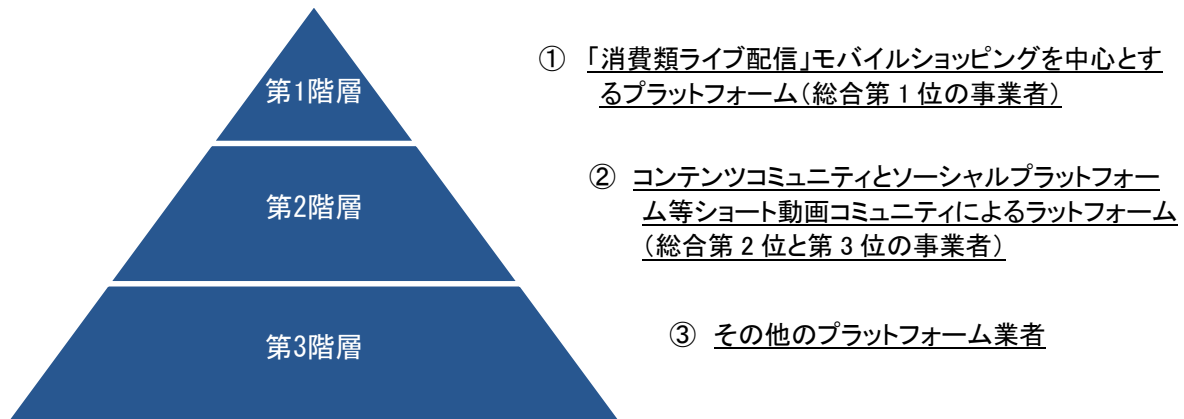 第1階層
① 「消費類ライブ配信」モバイルショッピングを中心とす
るプラットフォーム(総合第 1 位の事業者)
第2階層
② コンテンツコミュニティとソーシャルプラットフォー
ム等ショート動画コミュニティによるラットフォーム
(総合第 2 位と第 3 位の事業者)
第3階層
③ その他のプラットフォーム業者